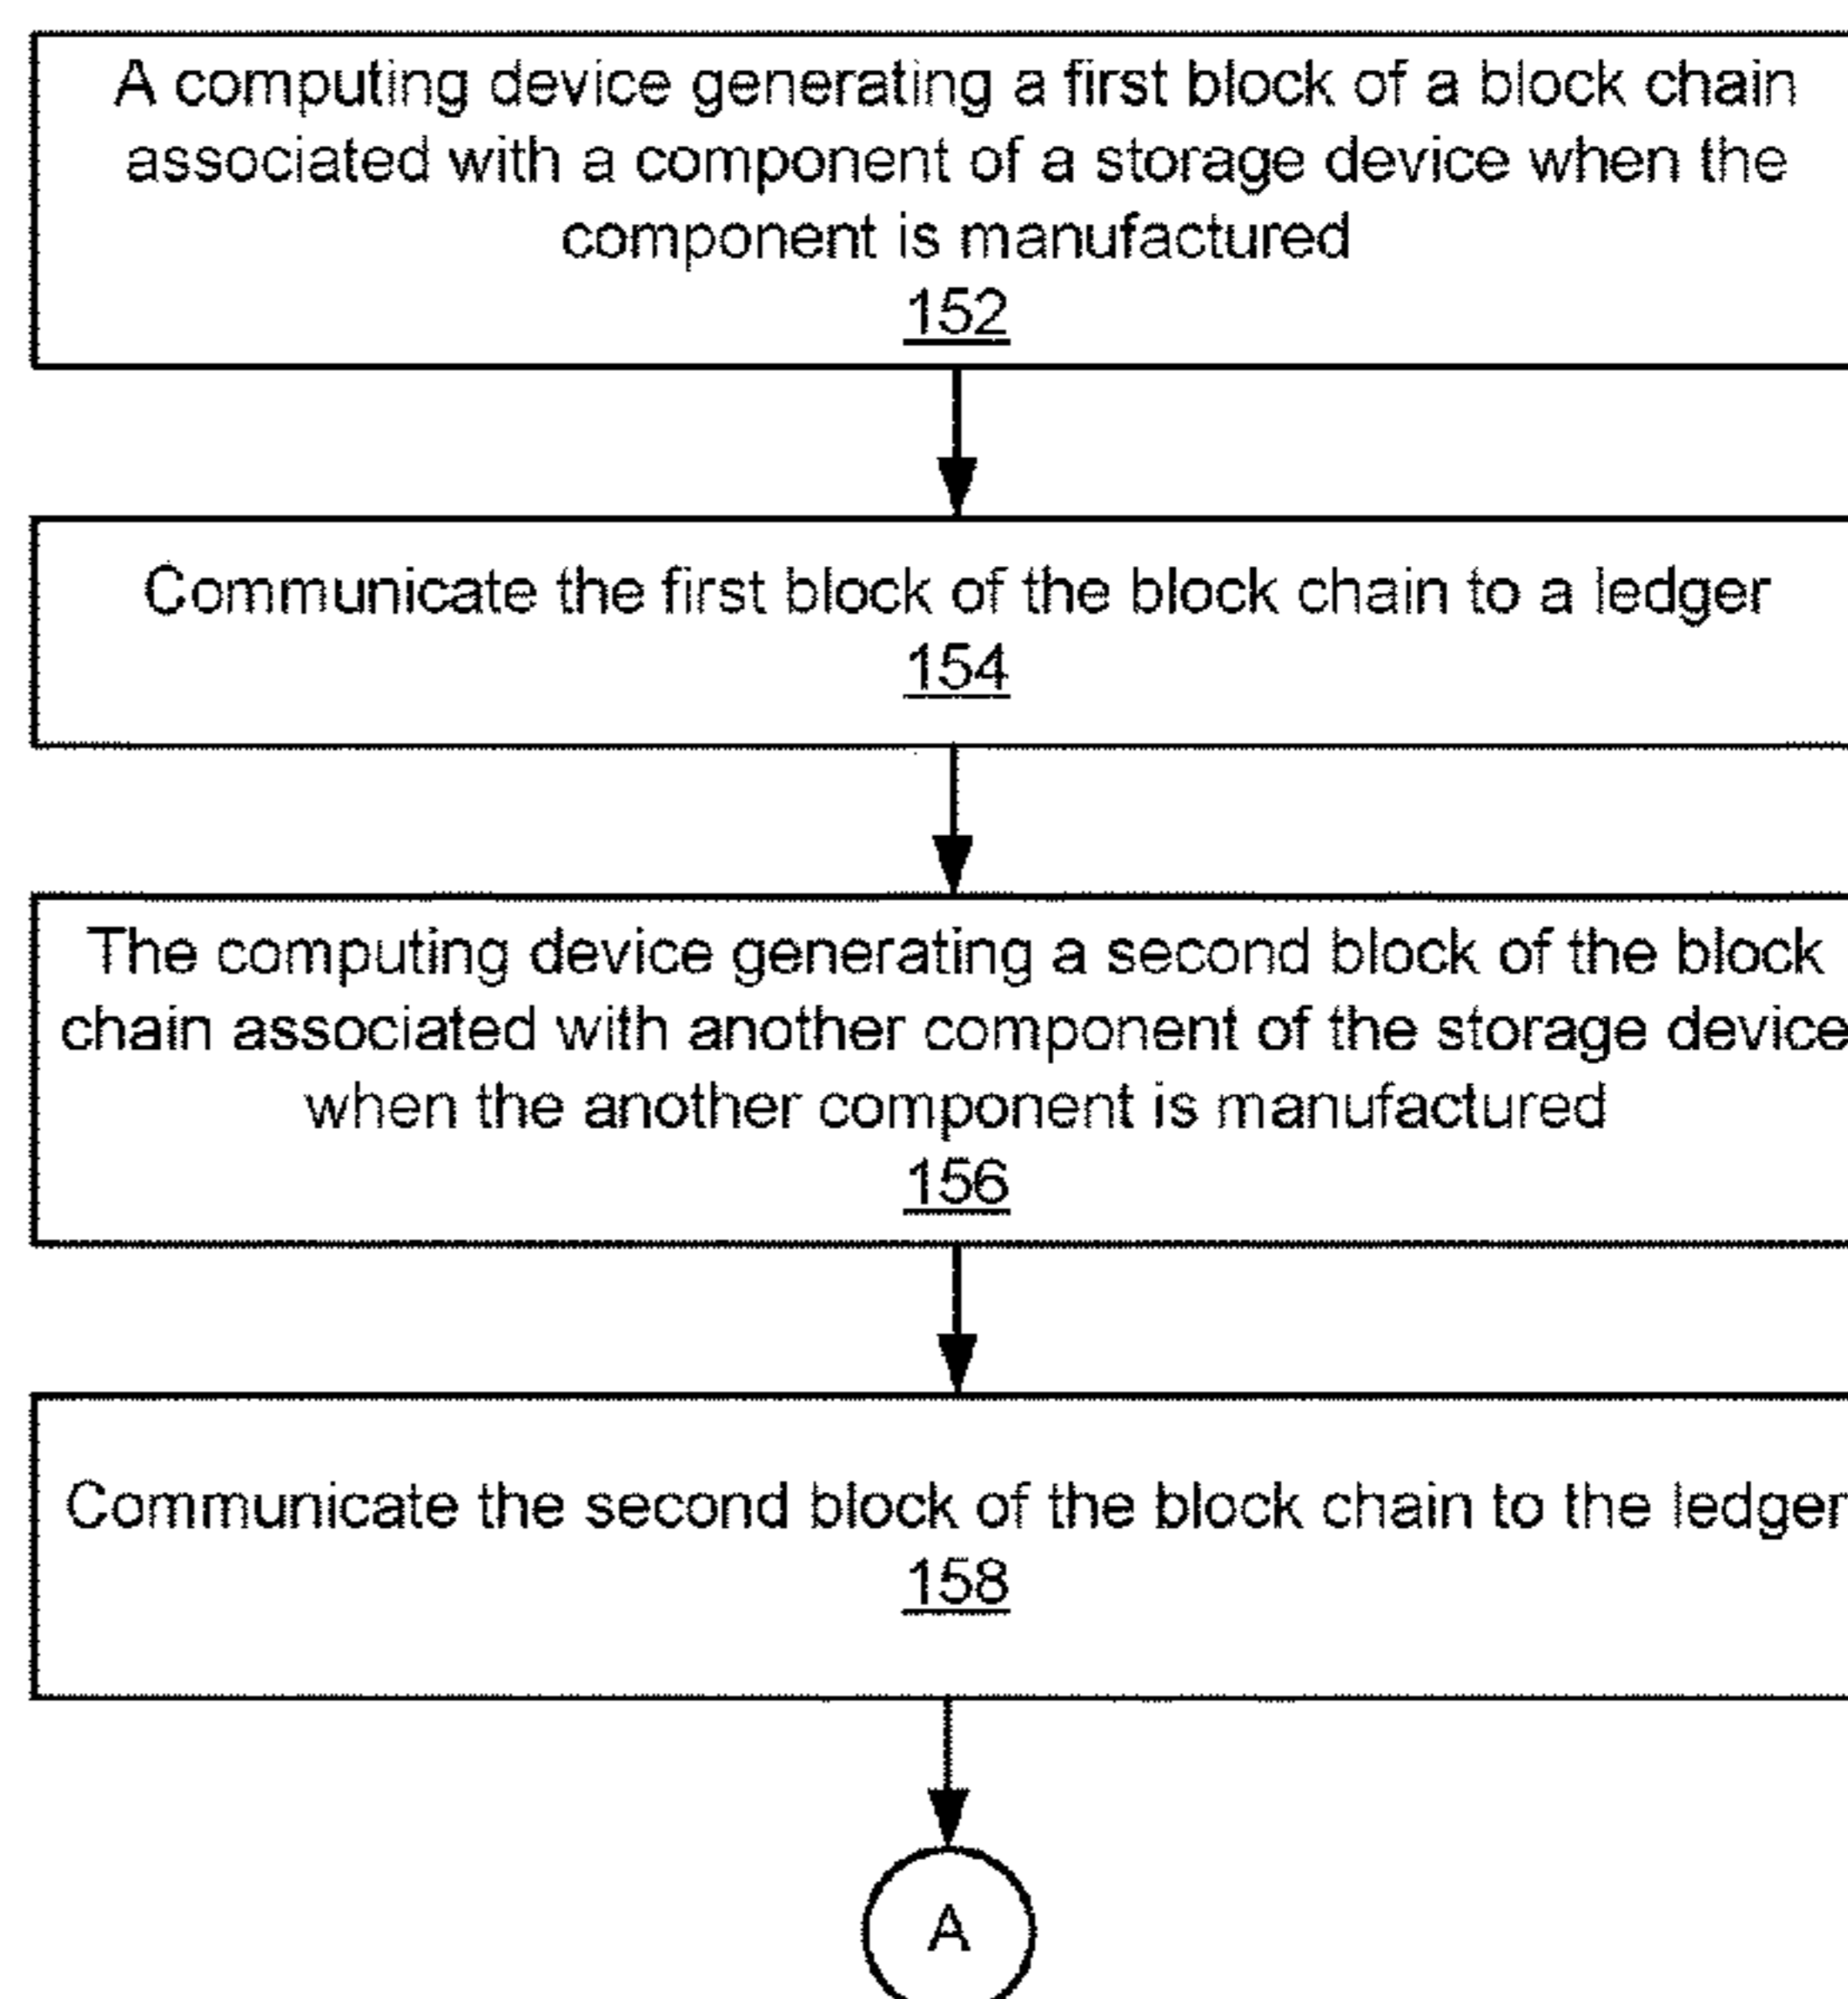 A computing device generating a first block of a block chain
associated with a component of a storage device when the
component is manufactured
152
Communicate the first block of the block chain to a ledger
154
The computing device generating a second block of the block
chain associated with another component of the storage device
when the another component is manufactured
156
Communicate the second block of the block chain to the ledger
158
A